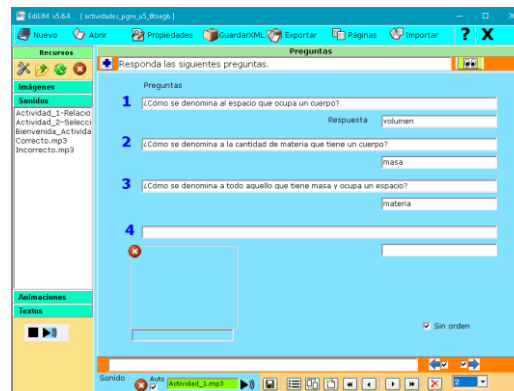 EdiLIM v5.6.4 [ actividades_pgm_u5_6toegb ]
Nuevo Abrir Propiedades GuardarXML Exportar Páginas Importar ? X
Recursos
Preguntas
Responda las siguientes preguntas.
Imágenes
Sonidos
Actividad_1-Relacio
Actividad_2-Selecci
Bienvenida_Activida
Correcto.mp3
Incorrecto.mp3
Animaciones
Textos
Preguntas
1 ¿Cómo se denomina al espacio que ocupa un cuerpo?
Respuesta volumen
2 ¿Cómo se denomina a la cantidad de materia que tiene un cuerpo?
masa
3 ¿Cómo se denomina a todo aquello que tiene masa y ocupa un espacio?
materia
4
Sin orden
Sonido Auto Actividad_1.mp3 2